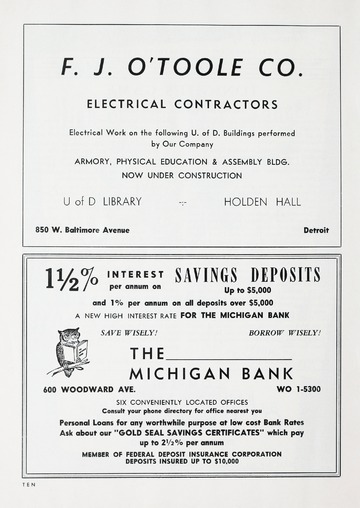 F. J. O'TOOLE CO.
ELECTRICAL CONTRACTORS
Electrical Work on the following U. of D. Buildings performed
by Our Company
ARMORY, PHYSICAL EDUCATION & ASSEMBLY BLDG.
NOW UNDER CONSTRUCTION
U of D LIBRARY -:- HOLDEN HALL
850 W. Baltimore Avenue Detroit
1½% INTEREST per annum on SAVINGS DEPOSITS
Up to $5,000
and 1% per annum on all deposits over $5,000
A NEW HIGH INTEREST RATE FOR THE MICHIGAN BANK
SAVE WISELY! BORROW WISELY!
THE
MICHIGAN BANK
600 WOODWARD AVE. WO 1-5300
SIX CONVENIENTLY LOCATED OFFICES
Consult your phone directory for office nearest you
Personal Loans for any worthwhile purpose at low cost Bank Rates
Ask about our "GOLD SEAL SAVINGS CERTIFICATES" which pay
up to 2½% per annum
MEMBER OF FEDERAL DEPOSIT INSURANCE CORPORATION
DEPOSITS INSURED UP TO $10,000
TEN